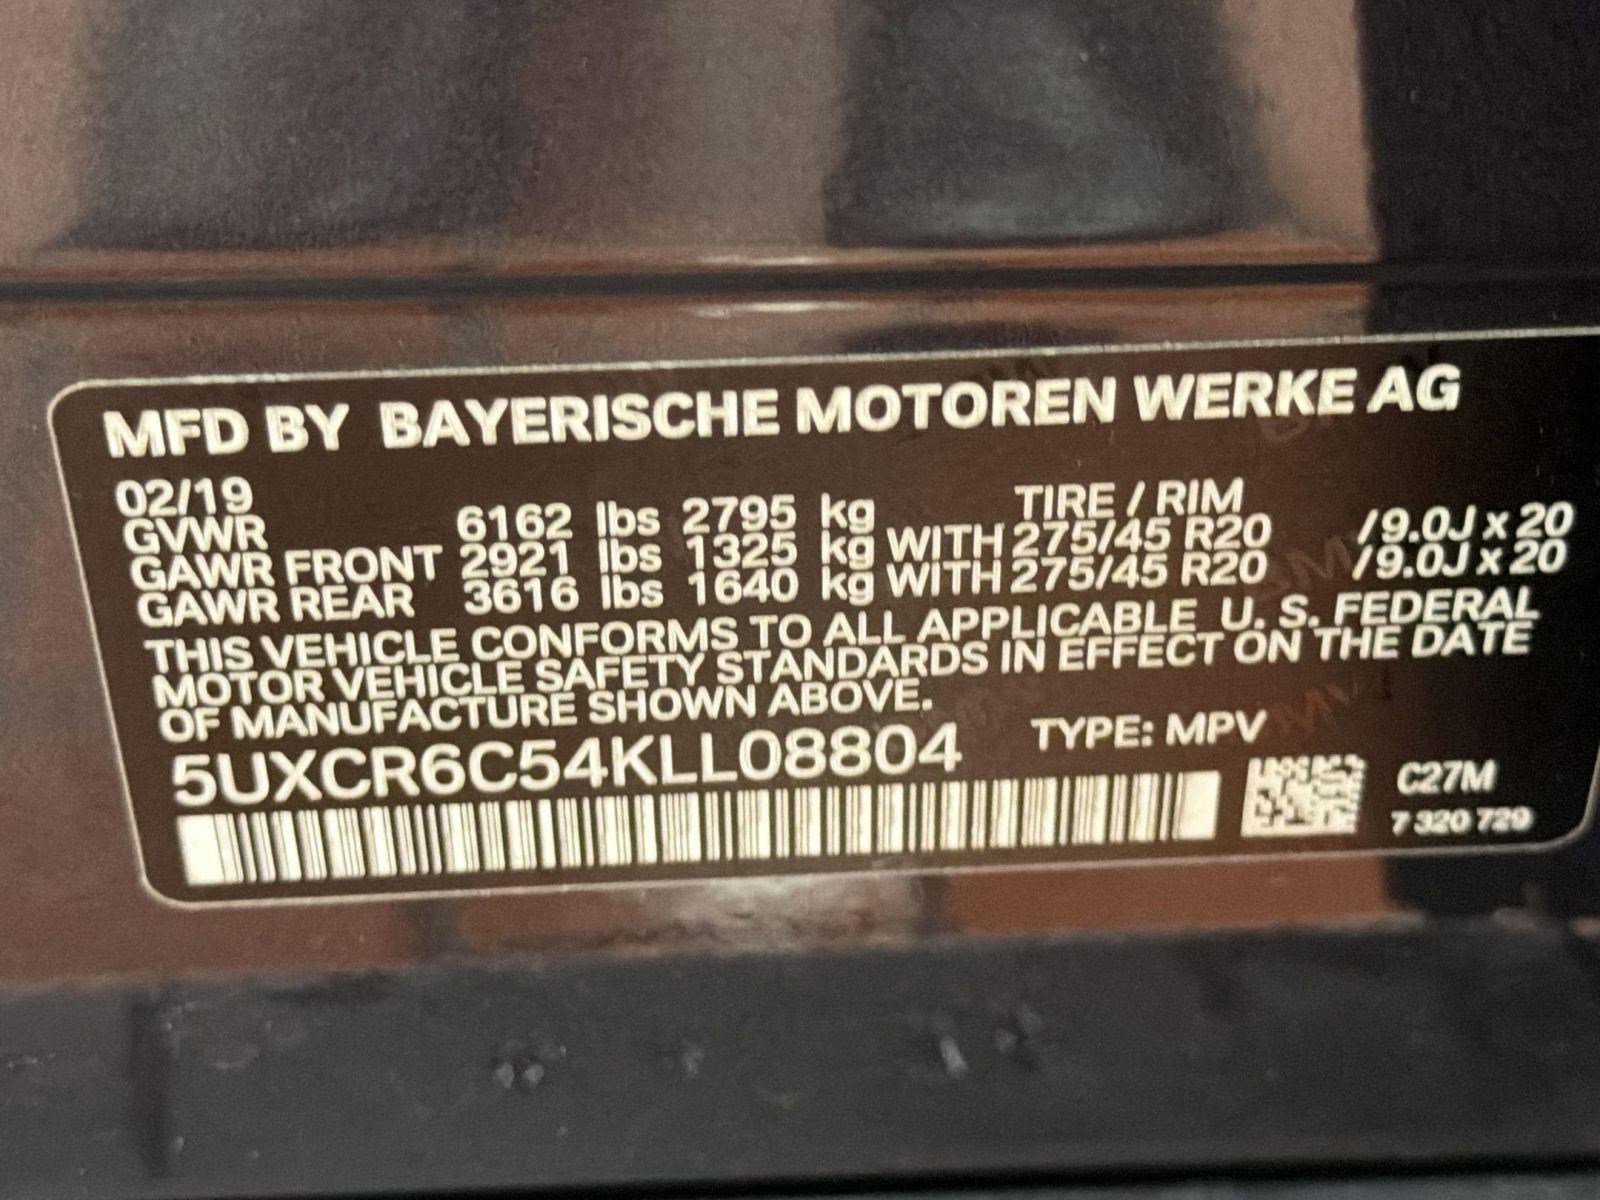 MFD BY BAYERISCHE MOTOREN WERKE AG
02/19 TIRE / RIM
GVWR 6162 lbs 2795 kg
GAWR FRONT 2921 lbs 1325 kg WITH 275/45 R20 /9.0J x 20
GAWR REAR 3616 lbs 1640 kg WITH 275/45 R20 /9.0J x 20
THIS VEHICLE CONFORMS TO ALL APPLICABLE U. S. FEDERAL
MOTOR VEHICLE SAFETY STANDARDS IN EFFECT ON THE DATE
OF MANUFACTURE SHOWN ABOVE.
5UXCR6C54KLL08804 TYPE: MPV
C27M
7 320 729